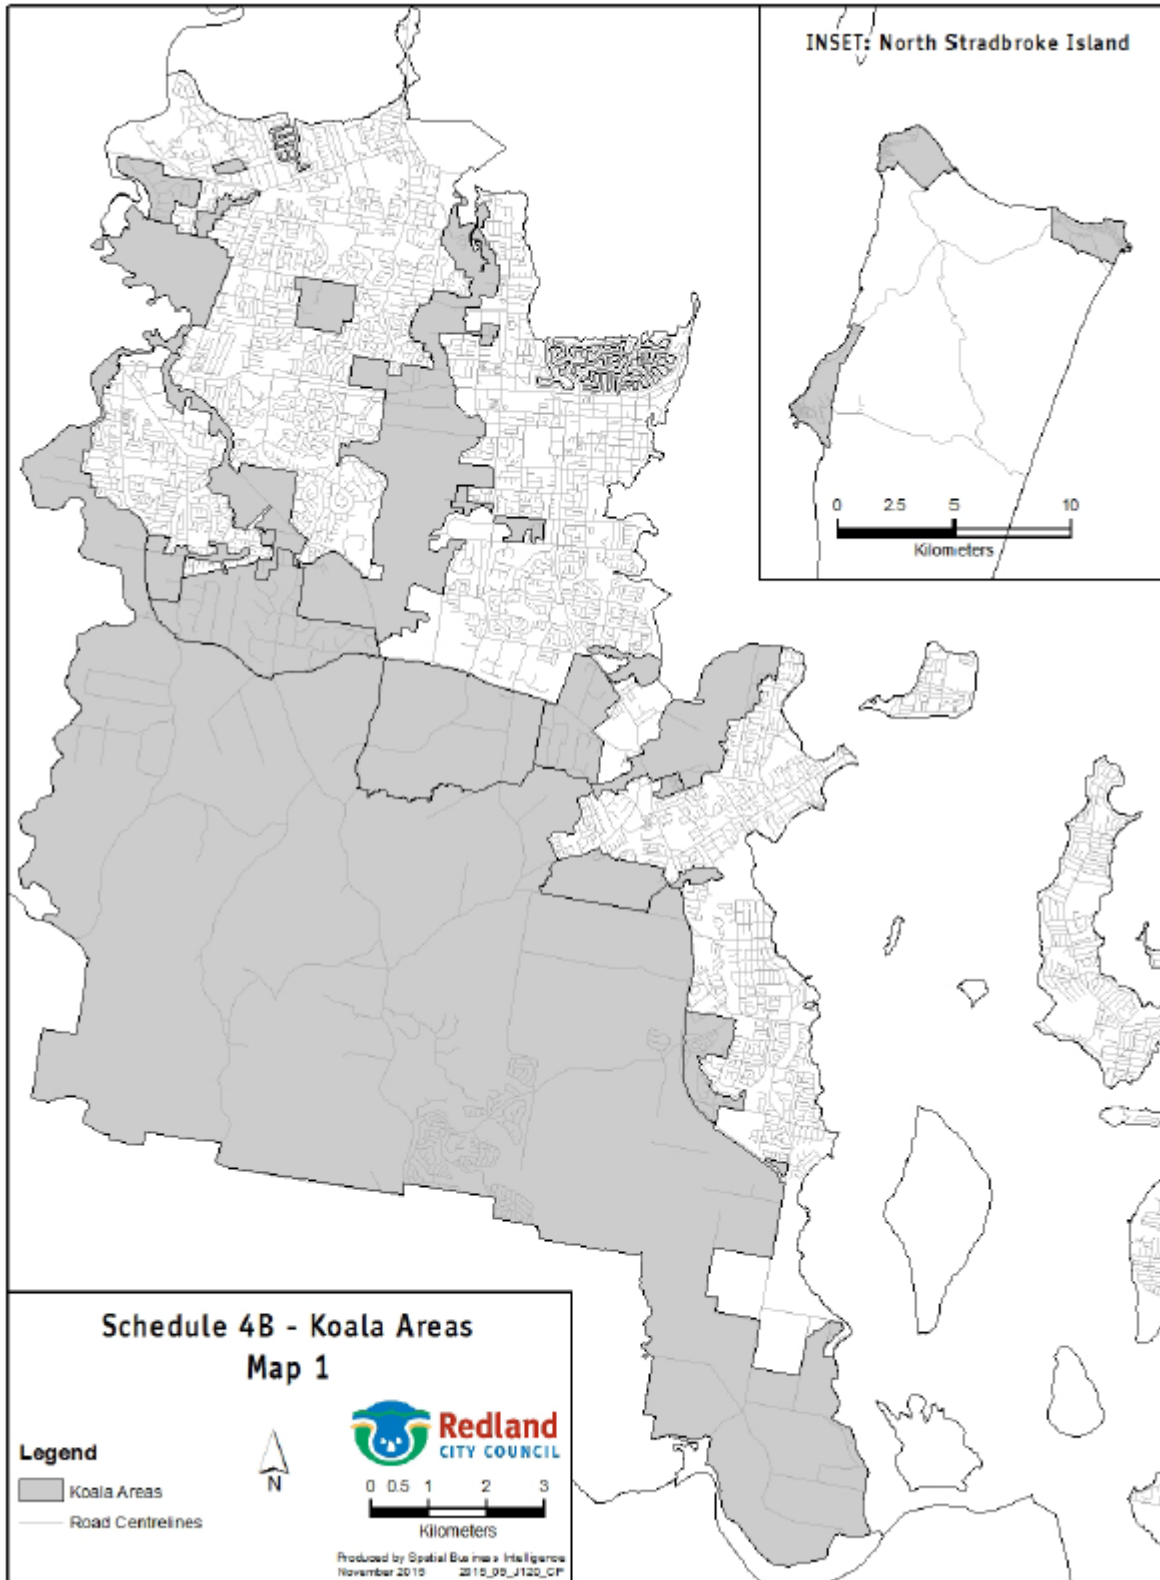 INSET: North Stradbroke Island
0 2.5 5 10
Kilometers
Schedule 4B - Koala Areas
Map 1
Redland
CITY COUNCIL
Legend
Koala Areas
Road Centrelines
N
0 0.5 1 2 3
Kilometers
Produced by Spatial Business Intelligence
November 2015 2015_09_J120_CP